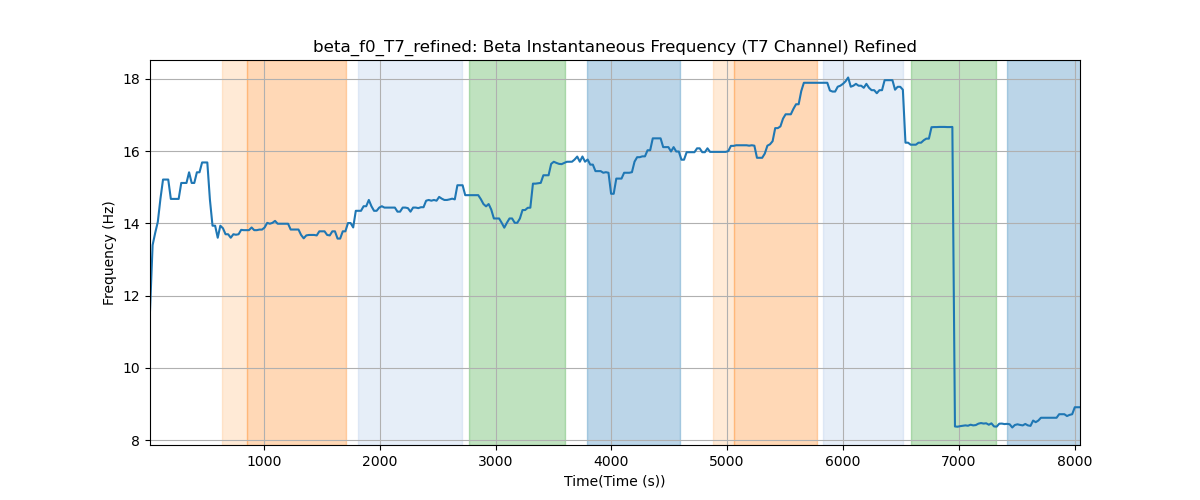 beta_f0_T7_refined: Beta Instantaneous Frequency (T7 Channel) Refined
Frequency (Hz)
18
16
14
12
10
8
1000 2000 3000 4000 5000 6000 7000 8000
Time(Time (s))